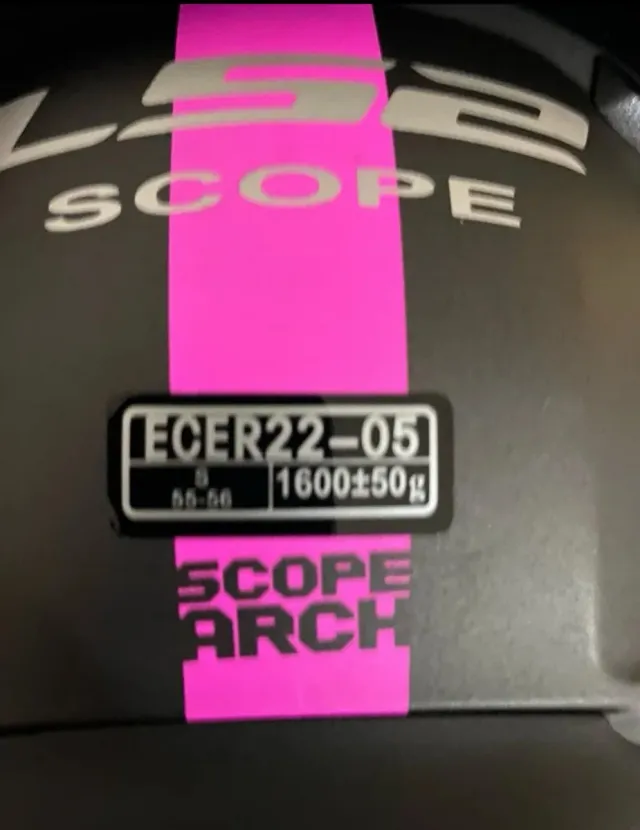 LS2
SCOPE
ECER22-05
S
55-56
1600±50g
SCOPE
ARCH